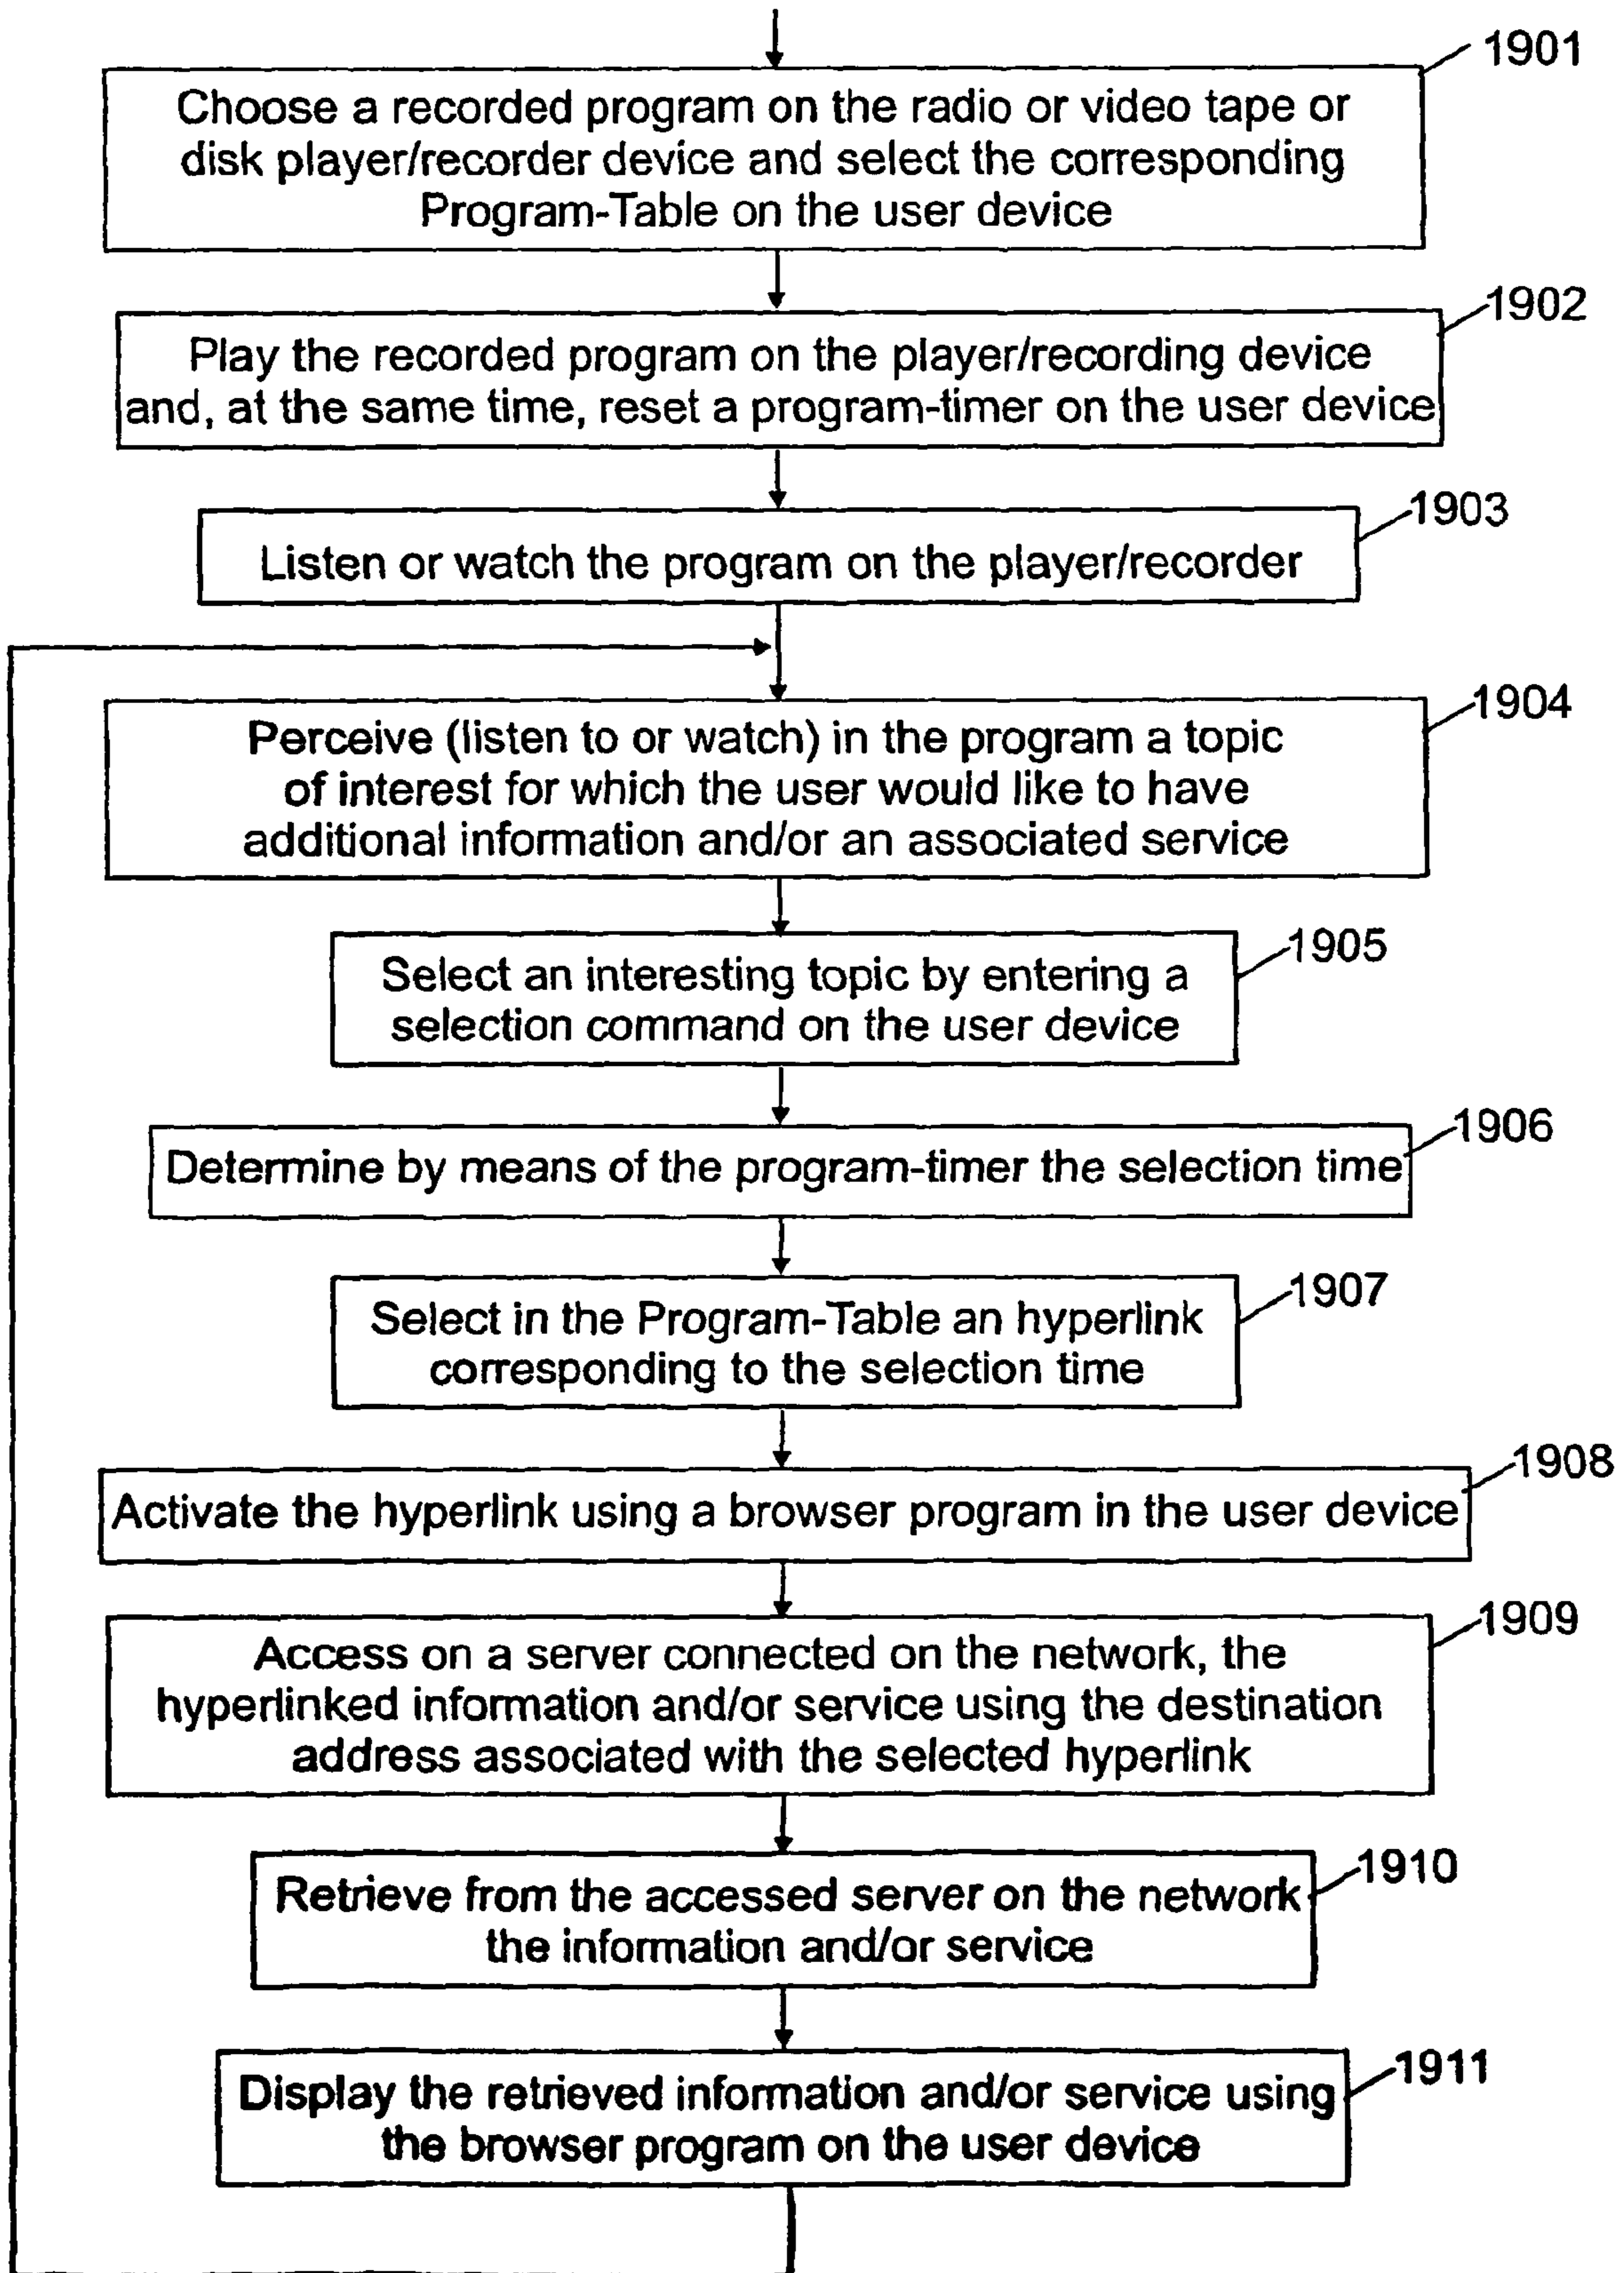 1901
Choose a recorded program on the radio or video tape or
disk player/recorder device and select the corresponding
Program-Table on the user device
1902
Play the recorded program on the player/recording device
and, at the same time, reset a program-timer on the user device
1903
Listen or watch the program on the player/recorder
1904
Perceive (listen to or watch) in the program a topic
of interest for which the user would like to have
additional information and/or an associated service
1905
Select an interesting topic by entering a
selection command on the user device
1906
Determine by means of the program-timer the selection time
1907
Select in the Program-Table an hyperlink
corresponding to the selection time
1908
Activate the hyperlink using a browser program in the user device
1909
Access on a server connected on the network, the
hyperlinked information and/or service using the destination
address associated with the selected hyperlink
1910
Retrieve from the accessed server on the network
the information and/or service
1911
Display the retrieved information and/or service using
the browser program on the user device